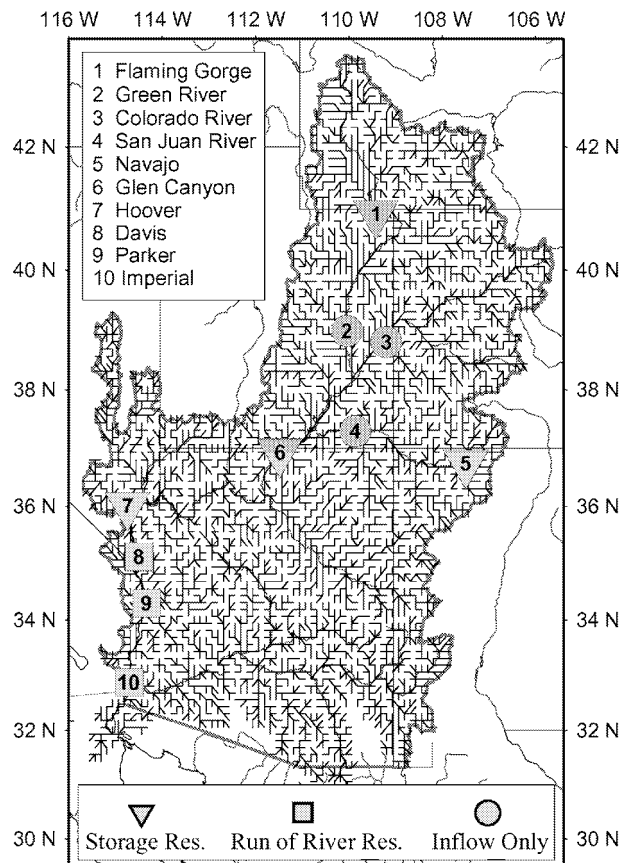 116 W 114 W 112 W 110 W 108 W 106 W
1 Flaming Gorge
2 Green River
3 Colorado River
4 San Juan River
5 Navajo
6 Glen Canyon
7 Hoover
8 Davis
9 Parker
10 Imperial
42 N 42 N
1
40 N 40 N
2 3
38 N 38 N
4
6 5
36 N 36 N
7
8
34 N 34 N
9
10
32 N 32 N
30 N 30 N
Storage Res. Run of River Res. Inflow Only